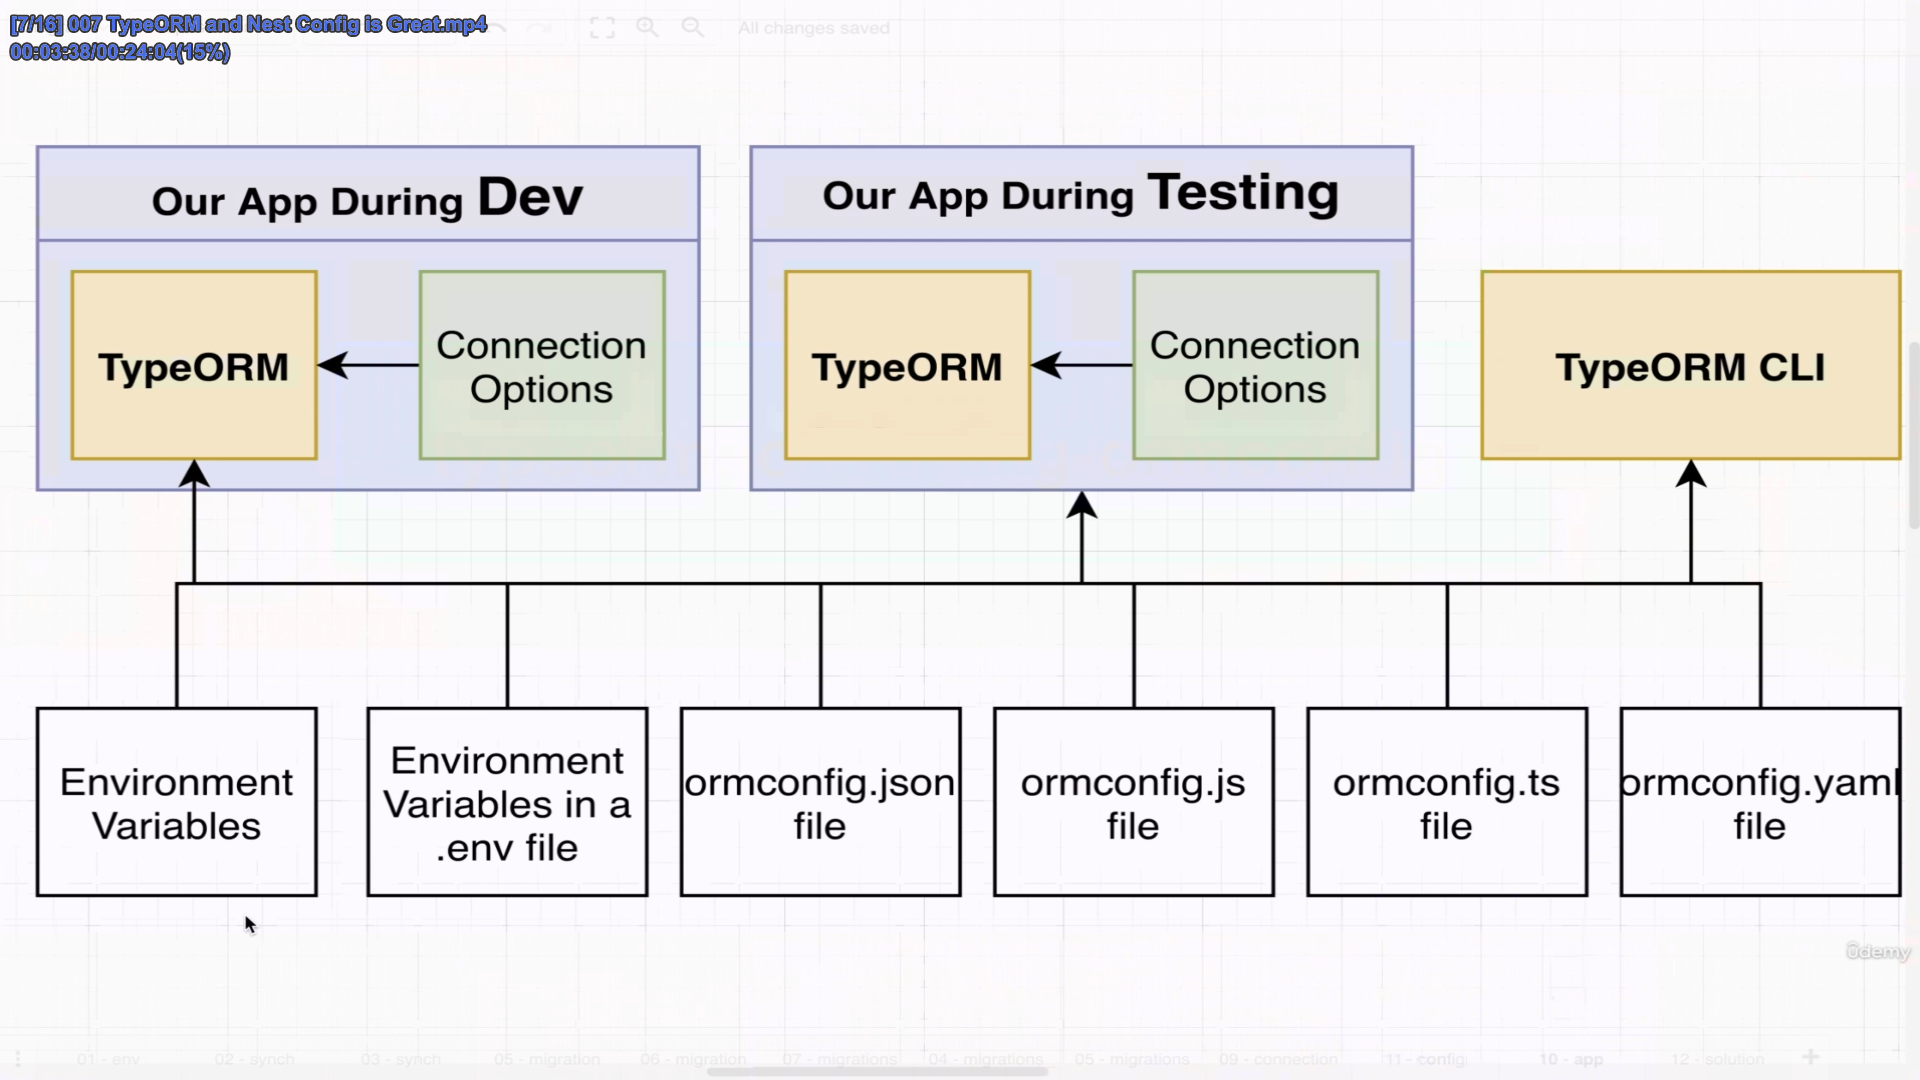 [7/16] 007 TypeORM and Nest Config is Great.mp4
00:03:38/00:24:04(15%)
All changes saved
Our App During Dev
Our App During Testing
TypeORM
Connection
Options
TypeORM
Connection
Options
TypeORM CLI
Environment
Variables
Environment
Variables in a
.env file
ormconfig.json
file
ormconfig.js
file
ormconfig.ts
file
ormconfig.yaml
file
ûdemy
01 - env
02 - synch
03 - synch
05 - migration
06 - migration
07 - migrations
04 - migrations
05 - migrations
09 - connection
11 - config
10 - app
12 - solution